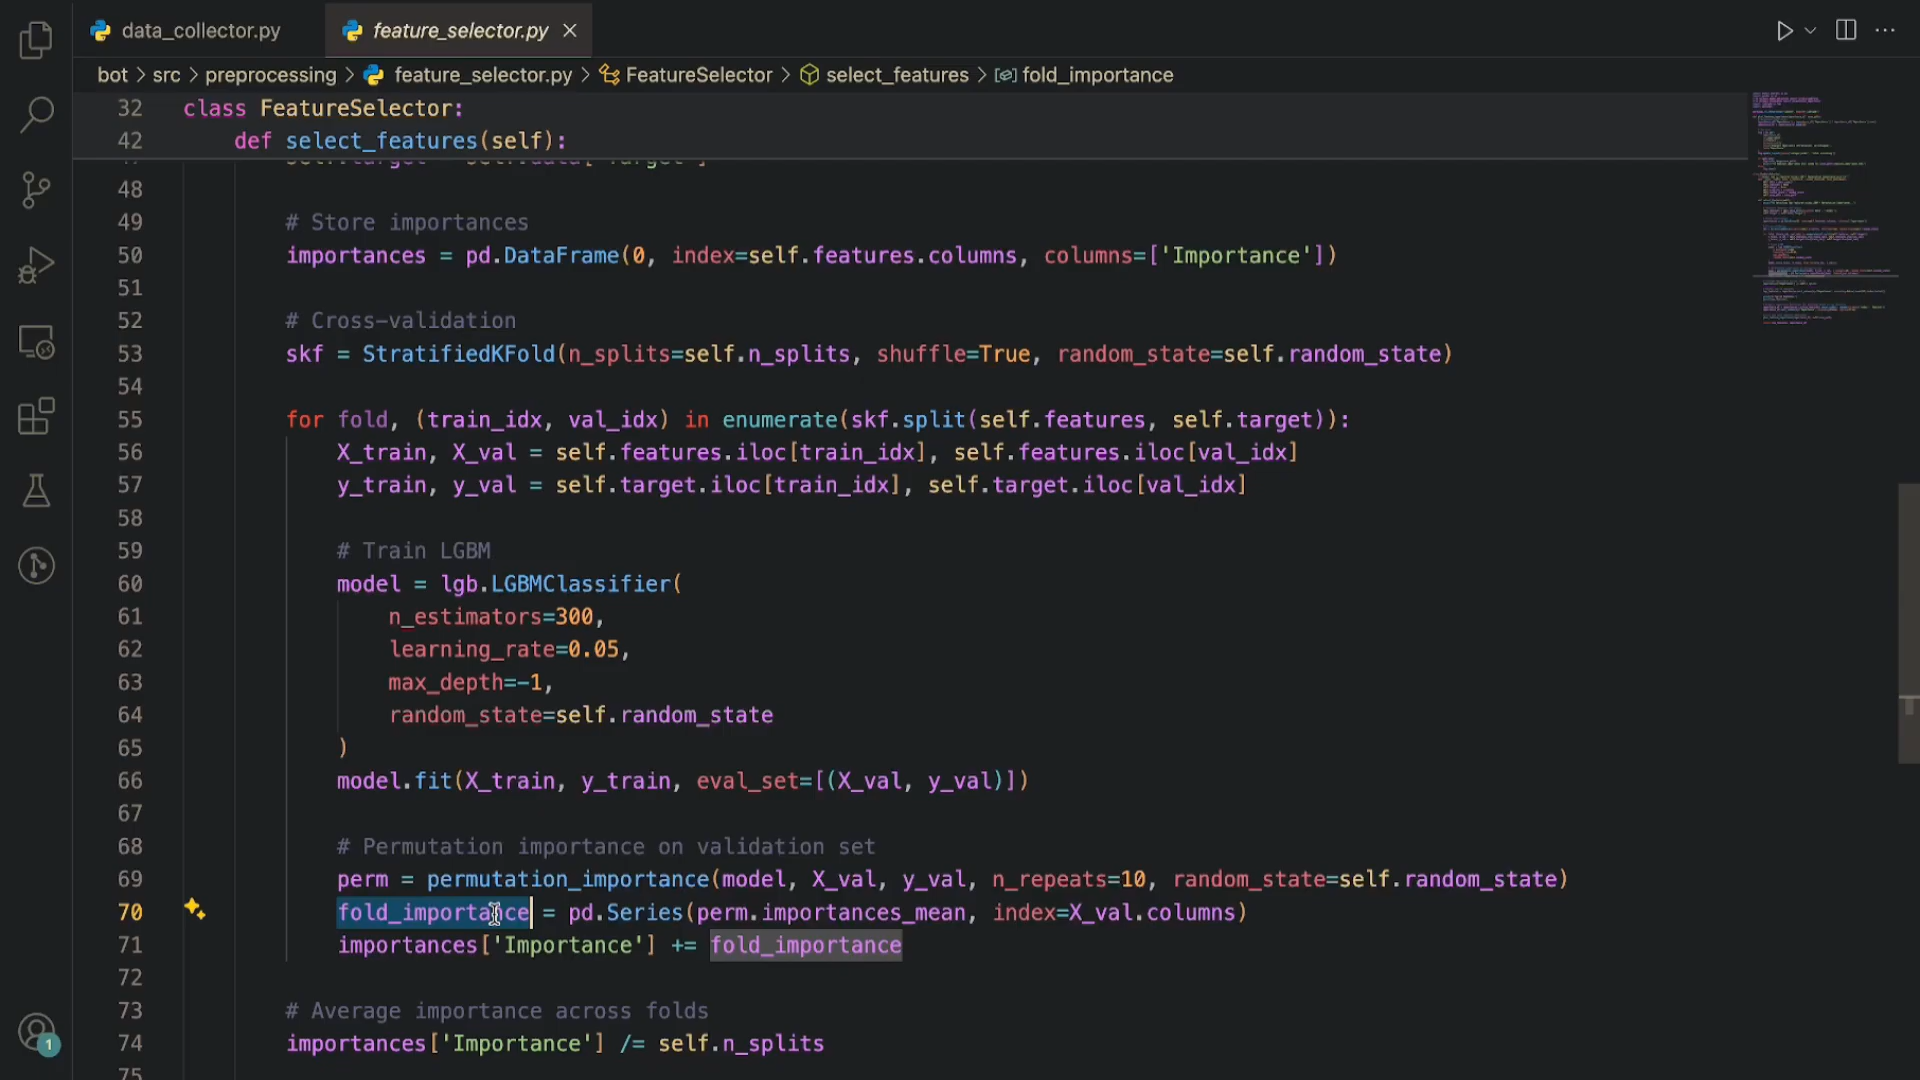 data_collector.py feature_selector.py
bot > src > preprocessing > feature_selector.py > FeatureSelector > select_features > fold_importance
32 class FeatureSelector:
42 def select_features(self):
48
49 # Store importances
50 importances = pd.DataFrame(0, index=self.features.columns, columns=['Importance'])
51
52 # Cross-validation
53 skf = StratifiedKFold(n_splits=self.n_splits, shuffle=True, random_state=self.random_state)
54
55 for fold, (train_idx, val_idx) in enumerate(skf.split(self.features, self.target)):
56 X_train, X_val = self.features.iloc[train_idx], self.features.iloc[val_idx]
57 y_train, y_val = self.target.iloc[train_idx], self.target.iloc[val_idx]
58
59 # Train LGBM
60 model = lgb.LGBMClassifier(
61 n_estimators=300,
62 learning_rate=0.05,
63 max_depth=-1,
64 random_state=self.random_state
65 )
66 model.fit(X_train, y_train, eval_set=[(X_val, y_val)])
67
68 # Permutation importance on validation set
69 perm = permutation_importance(model, X_val, y_val, n_repeats=10, random_state=self.random_state)
70 fold_importance = pd.Series(perm.importances_mean, index=X_val.columns)
71 importances['Importance'] += fold_importance
72
73 # Average importance across folds
74 importances['Importance'] /= self.n_splits
75
1